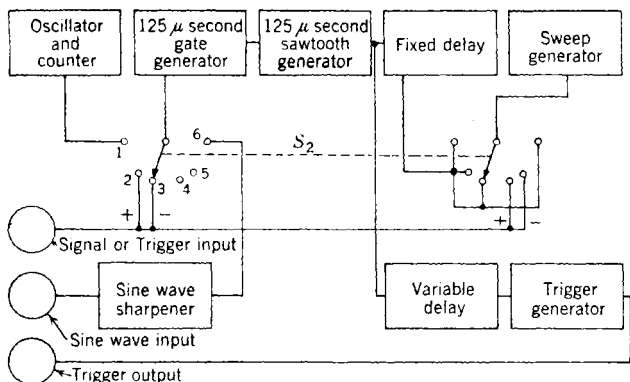 Oscillator
and
counter
125 μ second
gate
generator
125 μ second
sawtooth
generator
Fixed delay
Sweep
generator
1
6
S2
2
3
4
5
+
−
+
−
Signal or Trigger input
Sine wave
sharpener
Variable
delay
Trigger
generator
Sine wave input
Trigger output